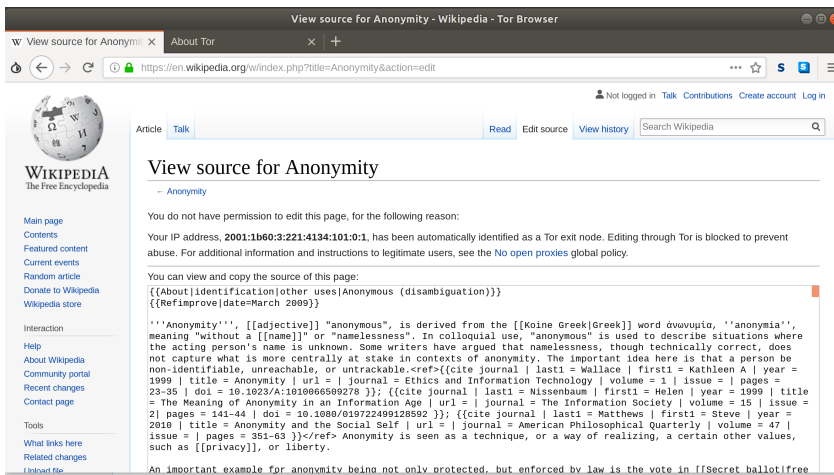 View source for Anonymity - Wikipedia - Tor Browser
W View source for Anonymit × About Tor × +
https://en.wikipedia.org/w/index.php?title=Anonymity&action=edit
Not logged in Talk Contributions Create account Log in
Article Talk Read Edit source View history Search Wikipedia
WIKIPEDIA
The Free Encyclopedia
Main page
Contents
Featured content
Current events
Random article
Donate to Wikipedia
Wikipedia store
Interaction
Help
About Wikipedia
Community portal
Recent changes
Contact page
Tools
What links here
Related changes
Upload file
View source for Anonymity
← Anonymity
You do not have permission to edit this page, for the following reason:
Your IP address, 2001:1b60:3:221:4134:101:0:1, has been automatically identified as a Tor exit node. Editing through Tor is blocked to prevent
abuse. For additional information and instructions to legitimate users, see the No open proxies global policy.
You can view and copy the source of this page:
{{About|identification|other uses|Anonymous (disambiguation)}}
{{Refimprove|date=March 2009}}
'''Anonymity''', [[adjective]] "anonymous", is derived from the [[Koine Greek|Greek]] word ἀνωνυμία, ''anonymia'',
meaning "without a [[name]]" or "namelessness". In colloquial use, "anonymous" is used to describe situations where
the acting person's name is unknown. Some writers have argued that namelessness, though technically correct, does
not capture what is more centrally at stake in contexts of anonymity. The important idea here is that a person be
non-identifiable, unreachable, or untrackable.<ref>{{cite journal | last1 = Wallace | first1 = Kathleen A | year =
1999 | title = Anonymity | url = | journal = Ethics and Information Technology | volume = 1 | issue = | pages =
23–35 | doi = 10.1023/A:1010066509278 }}; {{cite journal | last1 = Nissenbaum | first1 = Helen | year = 1999 | title
= The Meaning of Anonymity in an Information Age | url = | journal = The Information Society | volume = 15 | issue =
2| pages = 141–44 | doi = 10.1080/019722499128592 }}; {{cite journal | last1 = Matthews | first1 = Steve | year =
2010 | title = Anonymity and the Social Self | url = | journal = American Philosophical Quarterly | volume = 47 |
issue = | pages = 351–63 }}</ref> Anonymity is seen as a technique, or a way of realizing, a certain other values,
such as [[privacy]], or liberty.
An important example for anonymity being not only protected, but enforced by law is the vote in [[Secret ballot|free